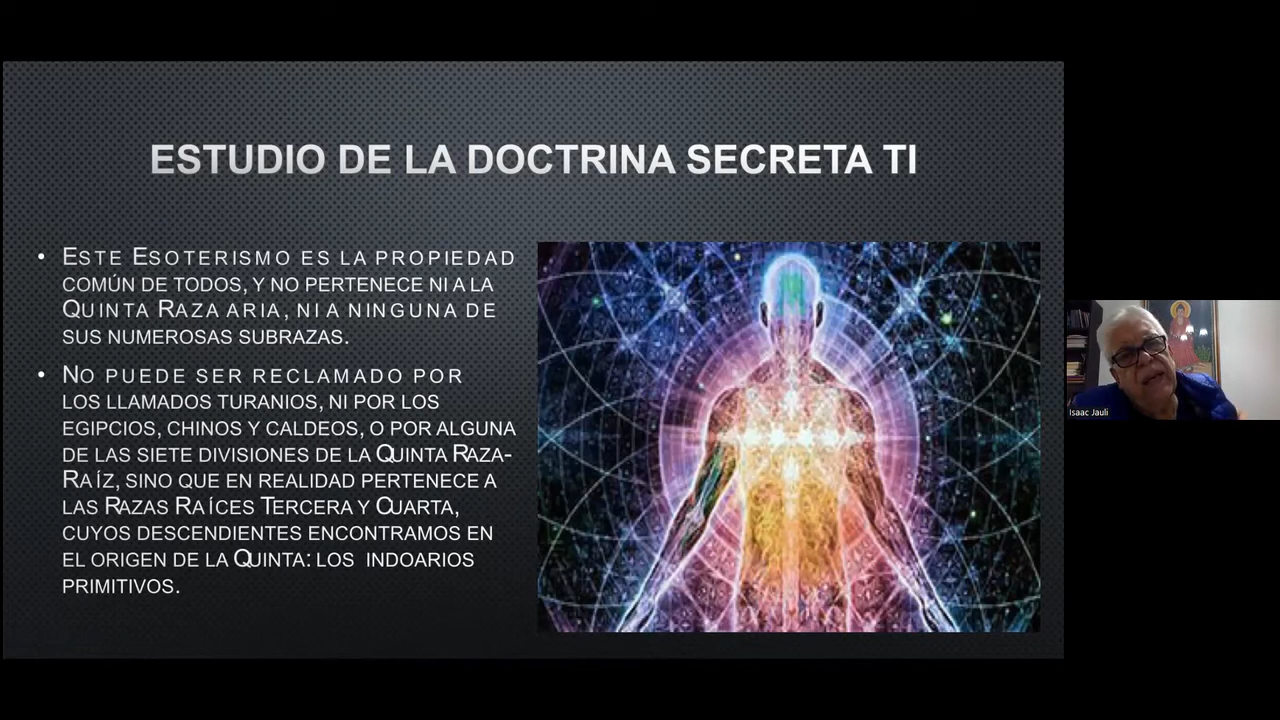 ESTUDIO DE LA DOCTRINA SECRETA TI
• ESTE ESOTERISMO ES LA PROPIEDAD
COMÚN DE TODOS, Y NO PERTENECE NI A LA
QUINTA RAZA ARIA, NI A NINGUNA DE
SUS NUMEROSAS SUBRAZAS.
• NO PUEDE SER RECLAMADO POR
LOS LLAMADOS TURANIOS, NI POR LOS
EGIPCIOS, CHINOS Y CALDEOS, O POR ALGUNA
DE LAS SIETE DIVISIONES DE LA QUINTA RAZA-
RAÍZ, SINO QUE EN REALIDAD PERTENECE A
LAS RAZAS RAÍCES TERCERA Y CUARTA,
CUYOS DESCENDIENTES ENCONTRAMOS EN
EL ORIGEN DE LA QUINTA: LOS INDOARIOS
PRIMITIVOS.
Isaac Jauli